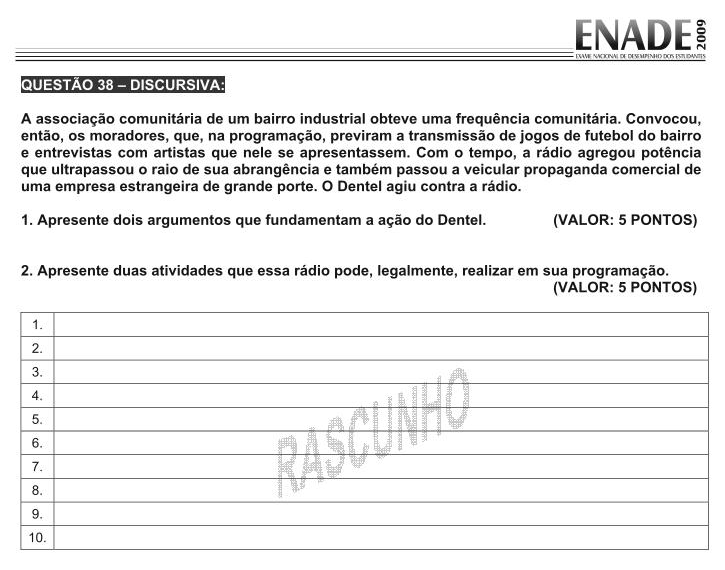 ENADE 2009
EXAME NACIONAL DE DESEMPENHO DOS ESTUDANTES
QUESTÃO 38 – DISCURSIVA:
A associação comunitária de um bairro industrial obteve uma frequência comunitária. Convocou,
então, os moradores, que, na programação, previram a transmissão de jogos de futebol do bairro
e entrevistas com artistas que nele se apresentassem. Com o tempo, a rádio agregou potência
que ultrapassou o raio de sua abrangência e também passou a veicular propaganda comercial de
uma empresa estrangeira de grande porte. O Dentel agiu contra a rádio.
1. Apresente dois argumentos que fundamentam a ação do Dentel. (VALOR: 5 PONTOS)
2. Apresente duas atividades que essa rádio pode, legalmente, realizar em sua programação.
(VALOR: 5 PONTOS)
1.
2.
3.
4.
5.
6.
7.
8.
9.
10.
RASCUNHO